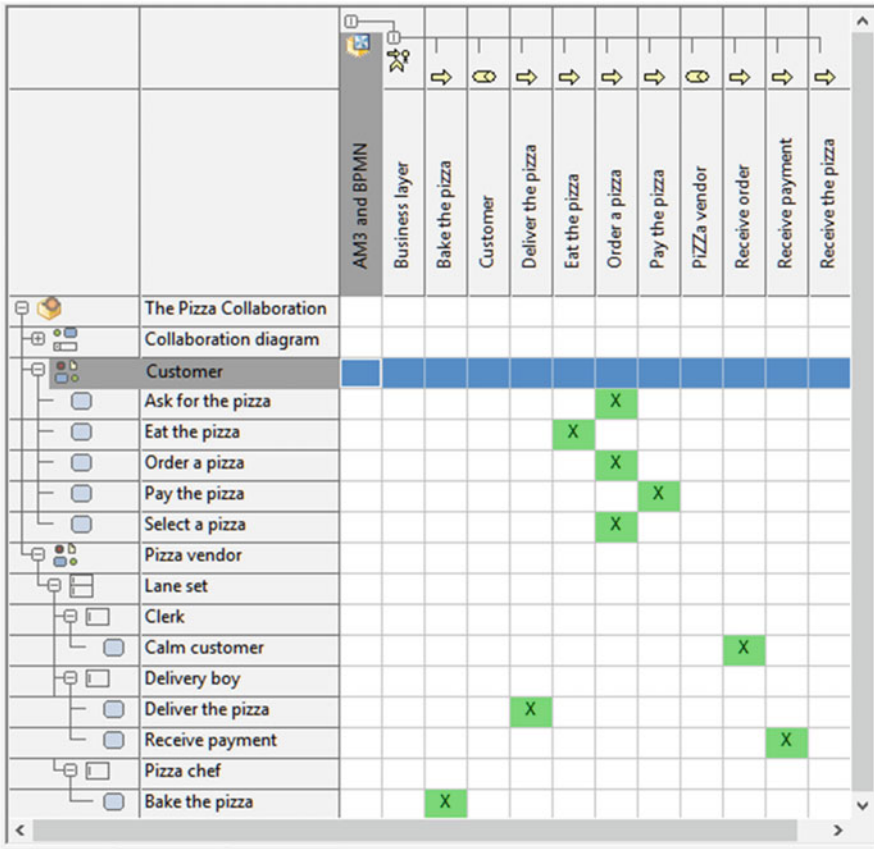 AM3 and BPMN
Business layer
Bake the pizza
Customer
Deliver the pizza
Eat the pizza
Order a pizza
Pay the pizza
PiZZa vendor
Receive order
Receive payment
Receive the pizza
The Pizza Collaboration
Collaboration diagram
Customer
Ask for the pizza X
Eat the pizza X
Order a pizza X
Pay the pizza X
Select a pizza X
Pizza vendor
Lane set
Clerk
Calm customer X
Delivery boy
Deliver the pizza X
Receive payment X
Pizza chef
Bake the pizza X